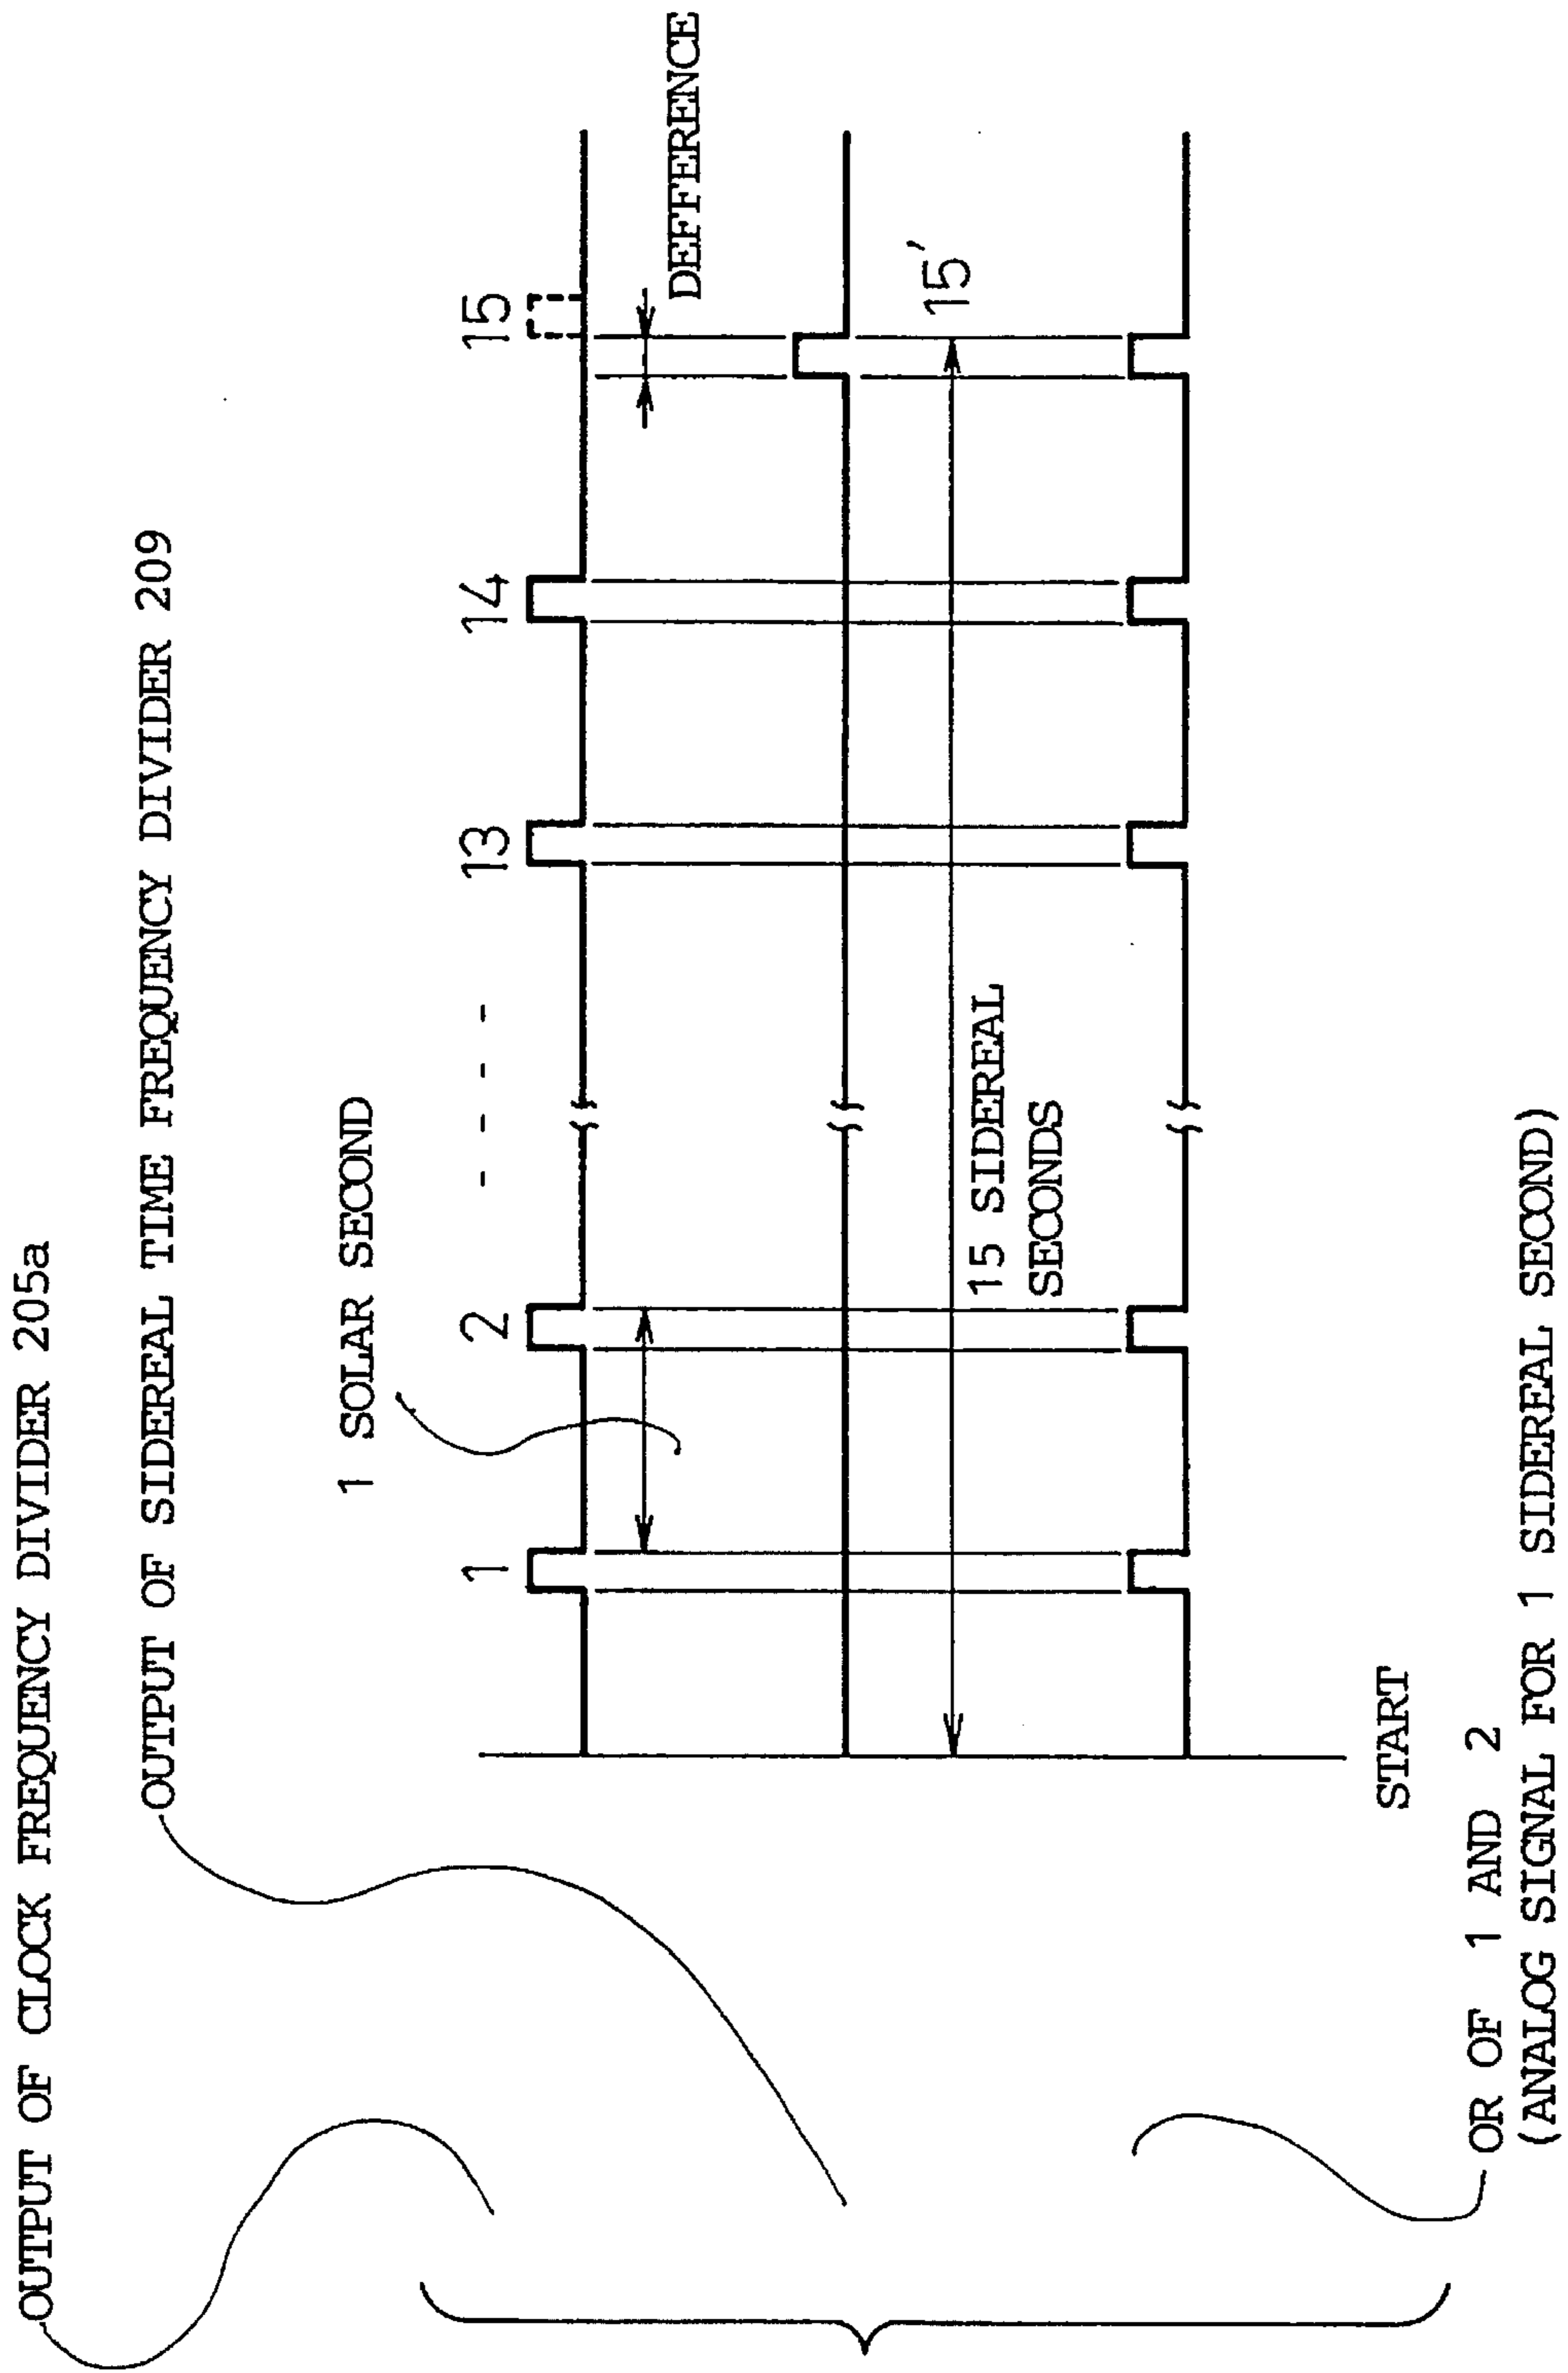 OUTPUT OF CLOCK FREQUENCY DIVIDER 205a
OUTPUT OF SIDEREAL TIME FREQUENCY DIVIDER 209
1 SOLAR SECOND
1 2 - - - - 13 14 15
DEFFERENCE
15'
15 SIDEREAL
SECONDS
START
OR OF 1 AND 2
(ANALOG SIGNAL FOR 1 SIDEREAL SECOND)